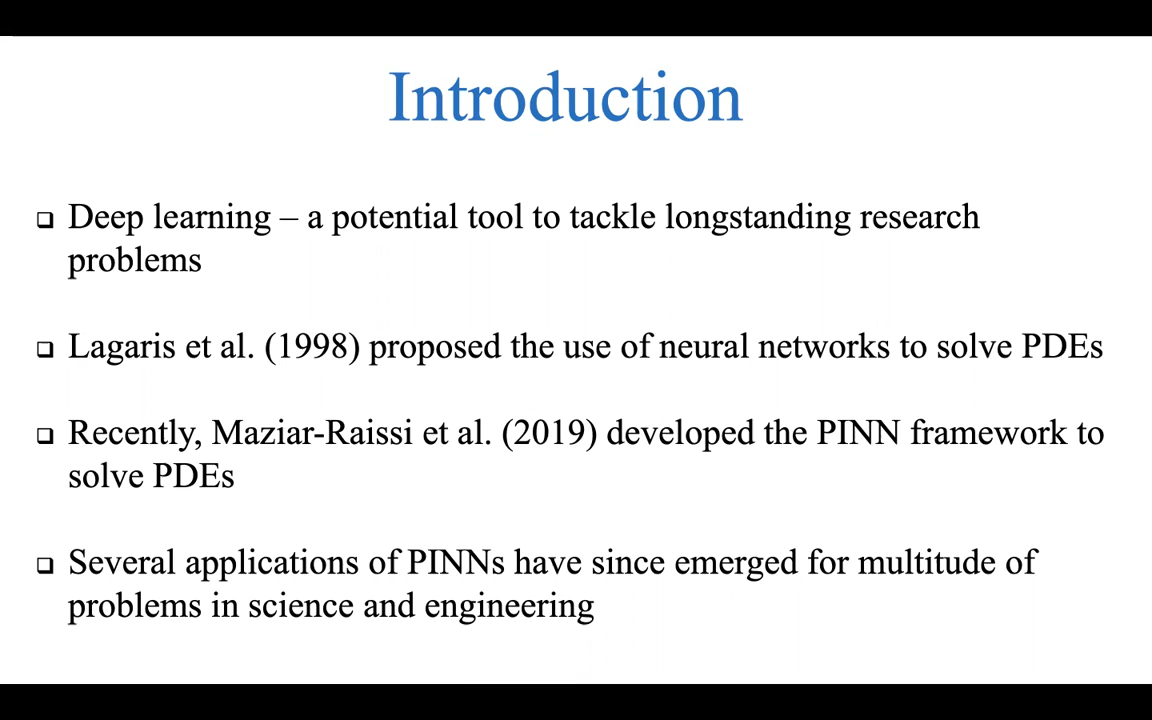 Introduction
❑ Deep learning – a potential tool to tackle longstanding research
problems
❑ Lagaris et al. (1998) proposed the use of neural networks to solve PDEs
❑ Recently, Maziar-Raissi et al. (2019) developed the PINN framework to
solve PDEs
❑ Several applications of PINNs have since emerged for multitude of
problems in science and engineering